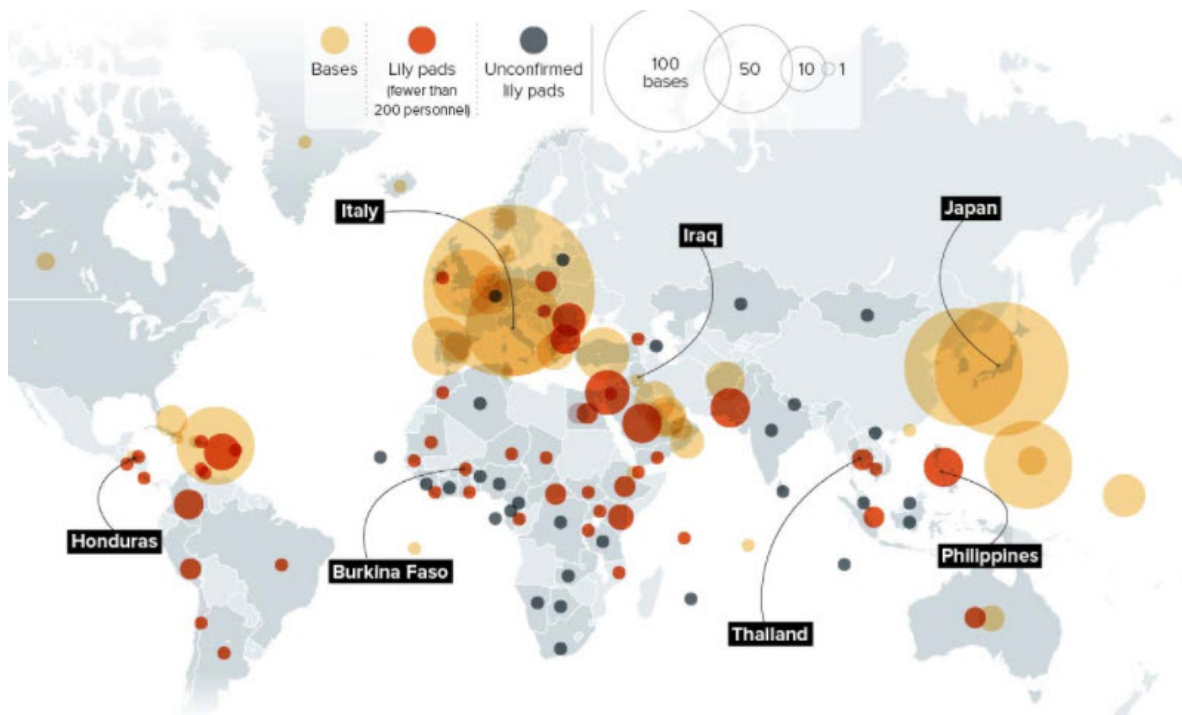 Bases
Lily pads
(fewer than
200 personnel)
Unconfirmed
lily pads
100
bases
50
10
1
Italy
Iraq
Japan
Honduras
Burkina Faso
Thailand
Philippines